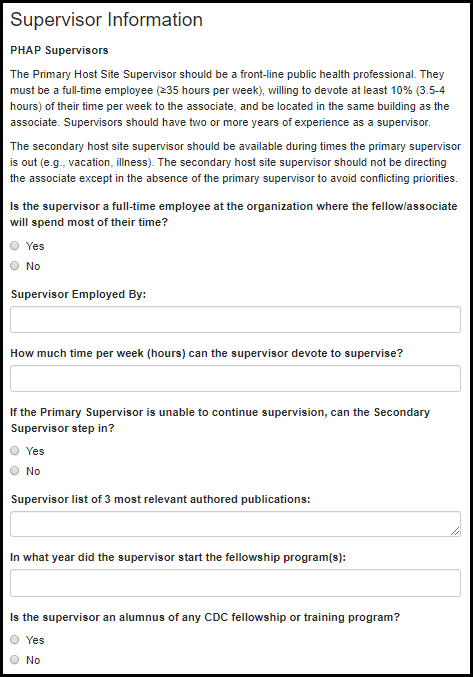 Supervisor Information
PHAP Supervisors
The Primary Host Site Supervisor should be a front-line public health professional. They
must be a full-time employee (≥35 hours per week), willing to devote at least 10% (3.5-4
hours) of their time per week to the associate, and be located in the same building as the
associate. Supervisors should have two or more years of experience as a supervisor.
The secondary host site supervisor should be available during times the primary supervisor
is out (e.g., vacation, illness). The secondary host site supervisor should not be directing
the associate except in the absence of the primary supervisor to avoid conflicting priorities.
Is the supervisor a full-time employee at the organization where the fellow/associate
will spend most of their time?
Yes
No
Supervisor Employed By:
How much time per week (hours) can the supervisor devote to supervise?
If the Primary Supervisor is unable to continue supervision, can the Secondary
Supervisor step in?
Yes
No
Supervisor list of 3 most relevant authored publications:
In what year did the supervisor start the fellowship program(s):
Is the supervisor an alumnus of any CDC fellowship or training program?
Yes
No